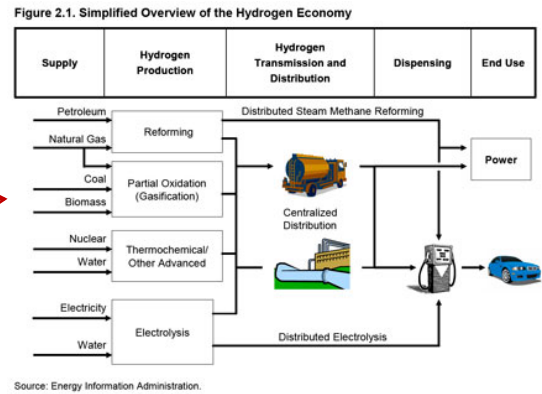 Figure 2.1. Simplified Overview of the Hydrogen Economy
Supply
Hydrogen
Production
Hydrogen
Transmission and
Distribution
Dispensing
End Use
Petroleum
Natural Gas
Coal
Biomass
Nuclear
Water
Electricity
Water
Reforming
Partial Oxidation
(Gasification)
Thermochemical/
Other Advanced
Electrolysis
Distributed Steam Methane Reforming
Centralized
Distribution
Distributed Electrolysis
Power
Source: Energy Information Administration.